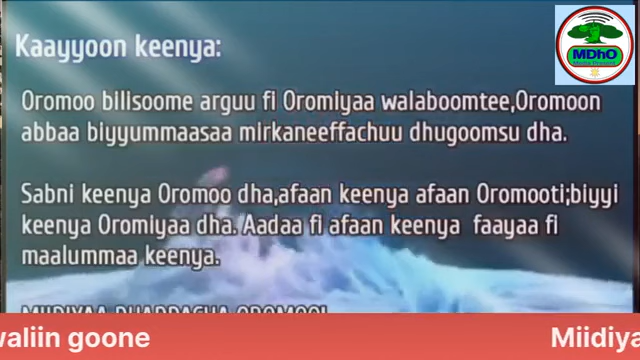 Kaayyoon keenya:
MDhO
Oromoo bilisoome arguu fi Oromiyaa walaboomtee,Oromoon
abbaa biyyummaasaa mirkaneeffachuu dhugoomsu dha.
Sabni keenya Oromoo dha,afaan keenya afaan Oromooti;biyyi
keenya Oromiyaa dha. Aadaa fi afaan keenya faayaa fi
maalummaa keenya.
waliin goone
Miidiya